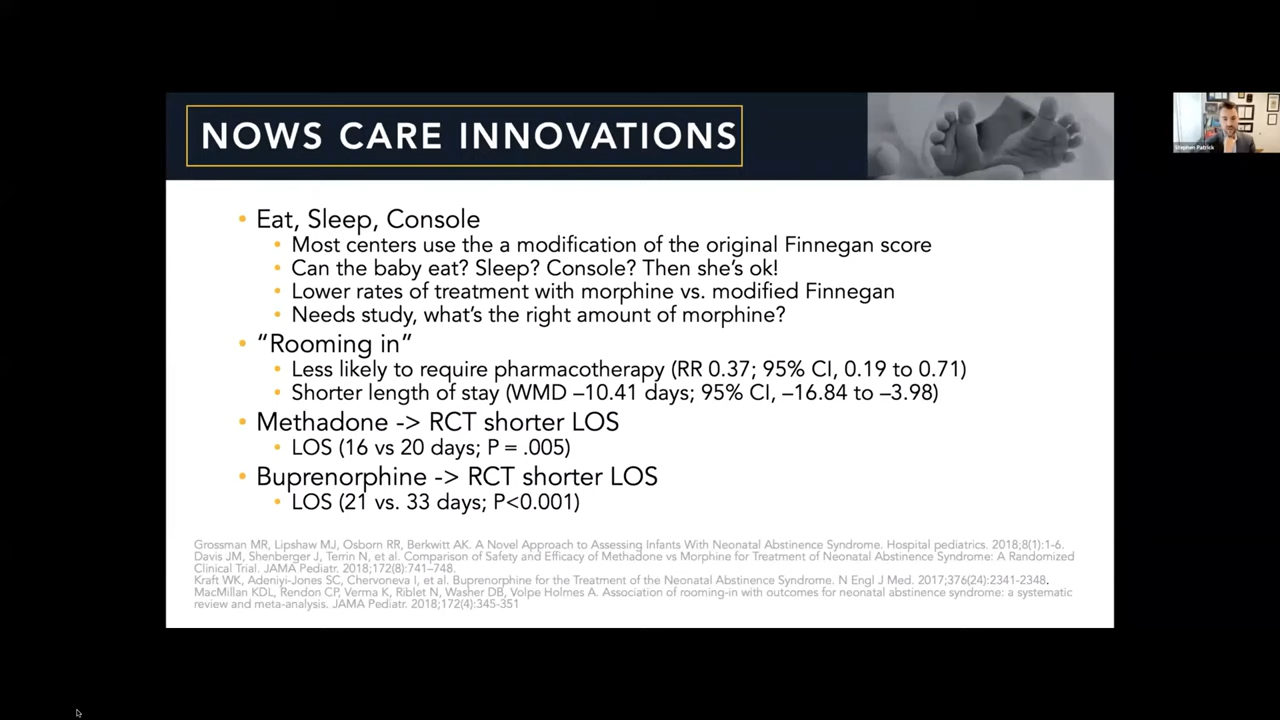 NOWS CARE INNOVATIONS
Stephen Patrick
• Eat, Sleep, Console
• Most centers use the a modification of the original Finnegan score
• Can the baby eat? Sleep? Console? Then she's ok!
• Lower rates of treatment with morphine vs. modified Finnegan
• Needs study, what's the right amount of morphine?
• “Rooming in”
• Less likely to require pharmacotherapy (RR 0.37; 95% CI, 0.19 to 0.71)
• Shorter length of stay (WMD –10.41 days; 95% CI, –16.84 to –3.98)
• Methadone -> RCT shorter LOS
• LOS (16 vs 20 days; P = .005)
• Buprenorphine -> RCT shorter LOS
• LOS (21 vs. 33 days; P<0.001)
Grossman MR, Lipshaw MJ, Osborn RR, Berkwitt AK. A Novel Approach to Assessing Infants With Neonatal Abstinence Syndrome. Hospital pediatrics. 2018;8(1):1-6.
Davis JM, Shenberger J, Terrin N, et al. Comparison of Safety and Efficacy of Methadone vs Morphine for Treatment of Neonatal Abstinence Syndrome: A Randomized
Clinical Trial. JAMA Pediatr. 2018;172(8):741–748.
Kraft WK, Adeniyi-Jones SC, Chervoneva I, et al. Buprenorphine for the Treatment of the Neonatal Abstinence Syndrome. N Engl J Med. 2017;376(24):2341-2348.
MacMillan KDL, Rendon CP, Verma K, Riblet N, Washer DB, Volpe Holmes A. Association of rooming-in with outcomes for neonatal abstinence syndrome: a systematic
review and meta-analysis. JAMA Pediatr. 2018;172(4):345-351